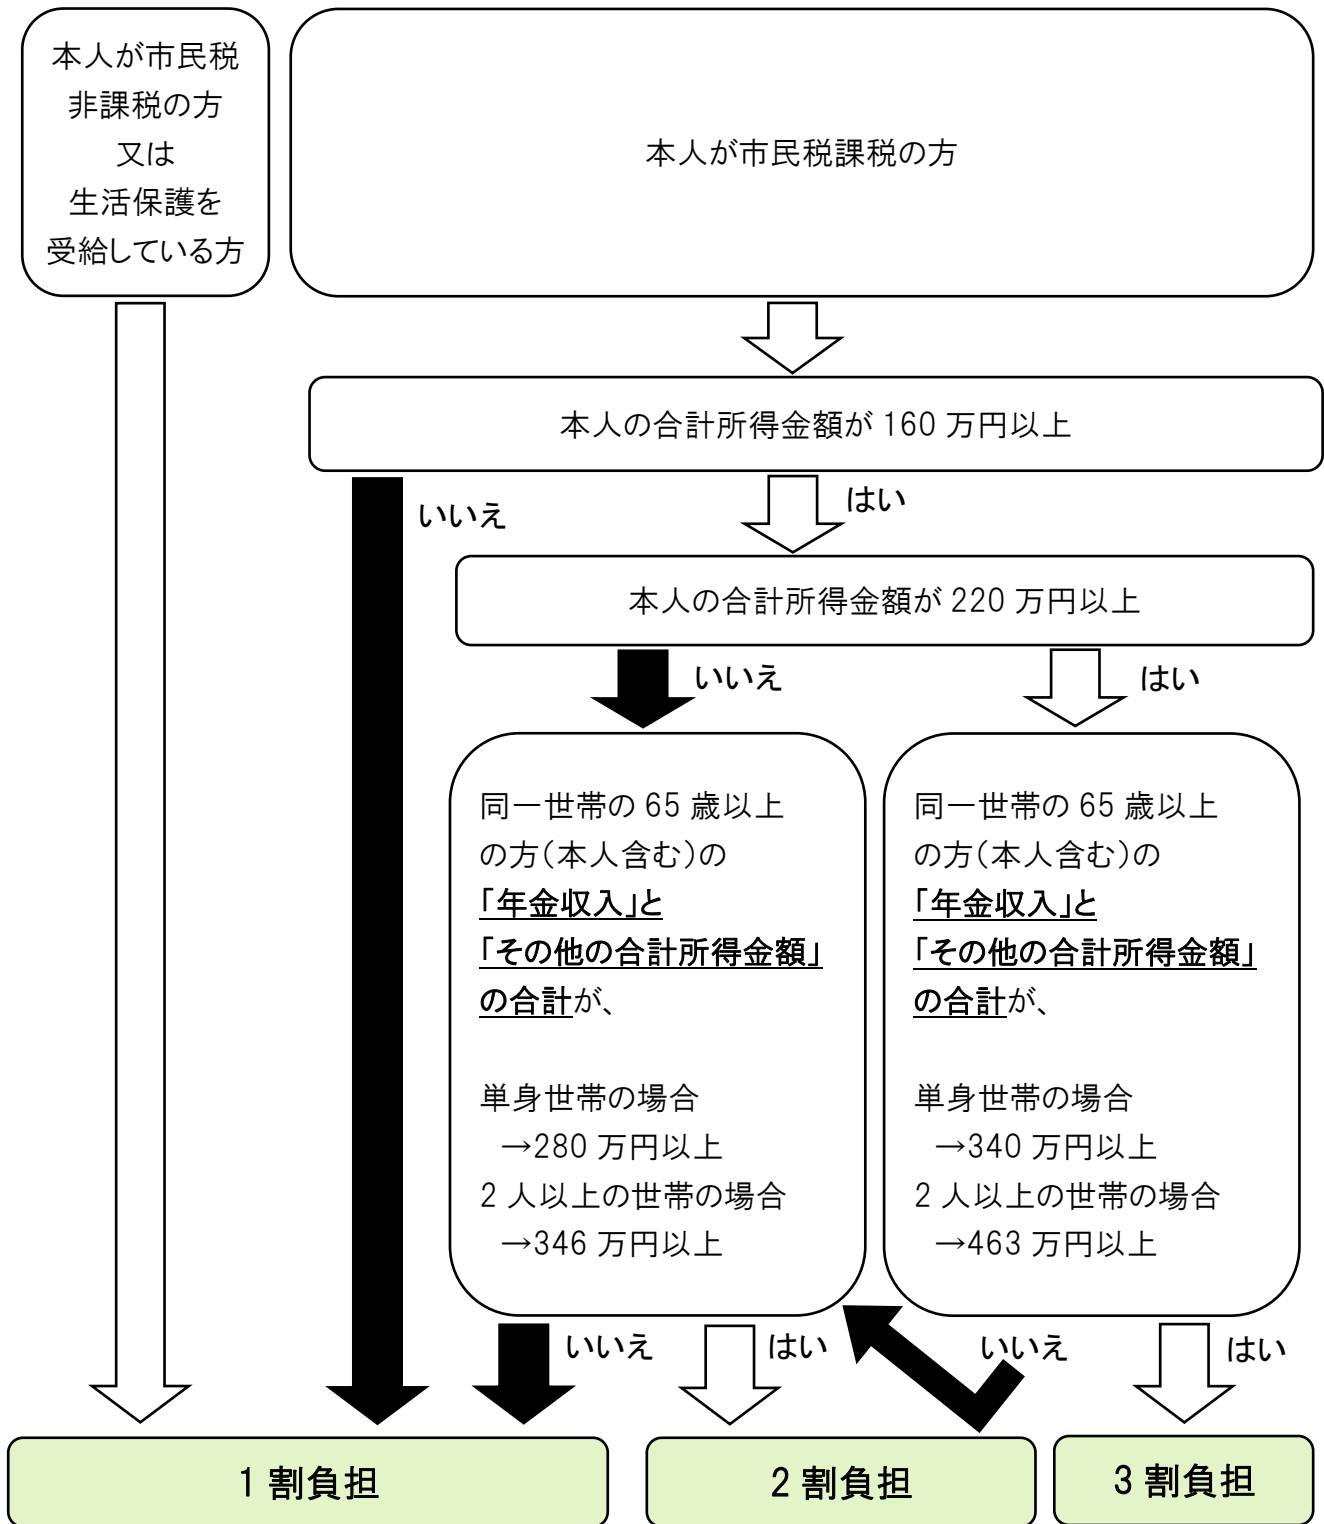 本人が市民税
非課税の方
又は
生活保護を
受給している方
本人が市民税課税の方
本人の合計所得金額が 160 万円以上
いいえ
はい
本人の合計所得金額が 220 万円以上
いいえ
はい
同一世帯の 65 歳以上
の方(本人含む)の
「年金収入」と
「その他の合計所得金額」
の合計が、
単身世帯の場合
→280 万円以上
2 人以上の世帯の場合
→346 万円以上
同一世帯の 65 歳以上
の方(本人含む)の
「年金収入」と
「その他の合計所得金額」
の合計が、
単身世帯の場合
→340 万円以上
2 人以上の世帯の場合
→463 万円以上
いいえ
はい
いいえ
はい
1 割負担
2 割負担
3 割負担